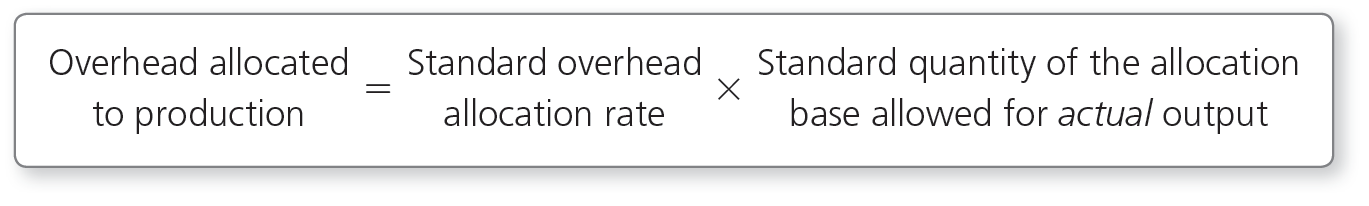 Overhead allocated = Standard overhead × Standard quantity of the allocation
to production allocation rate base allowed for actual output